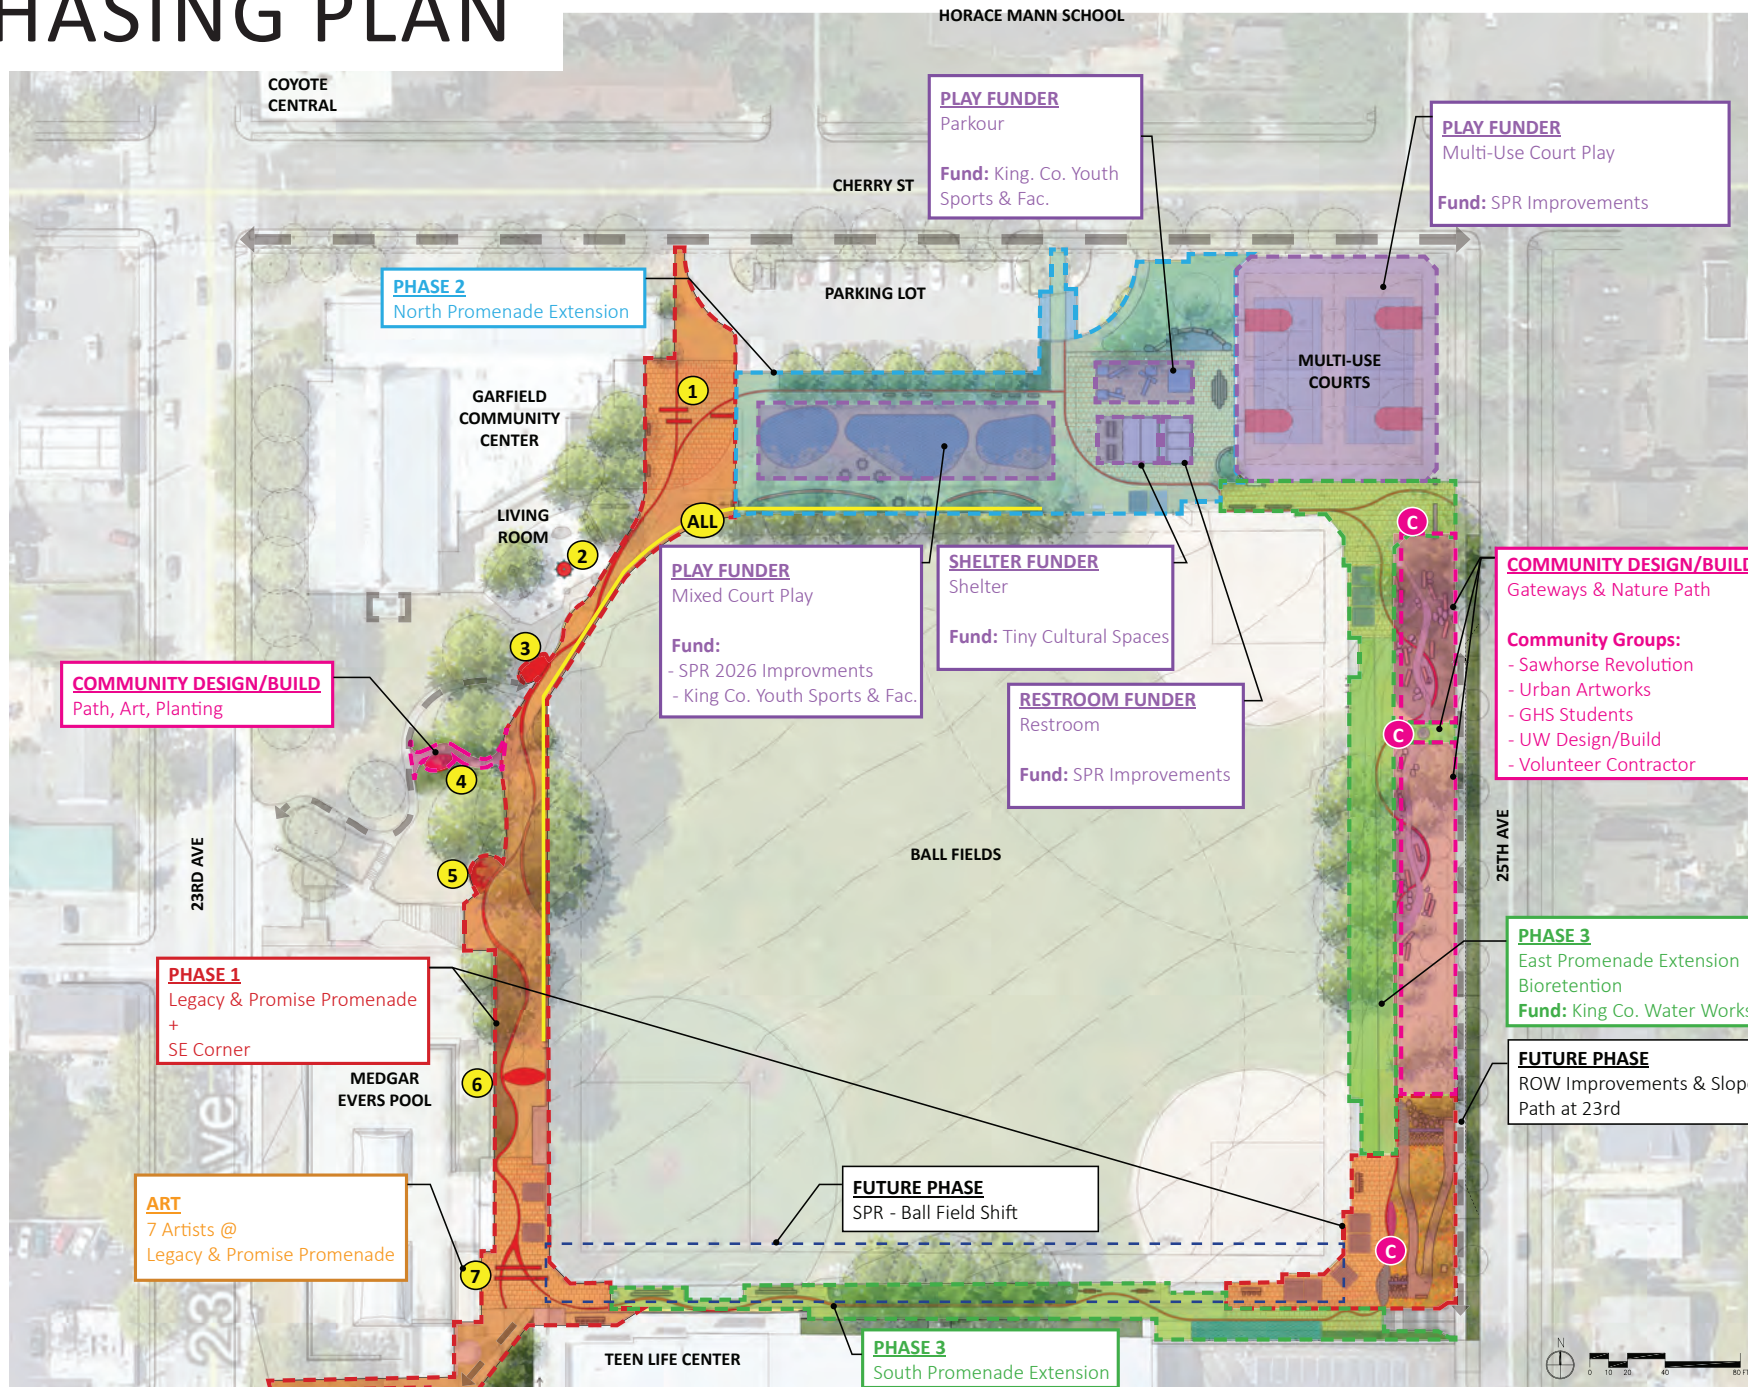 HASING PLAN
HORACE MANN SCHOOL
COYOTE
CENTRAL
PLAY FUNDER
Parkour
Fund: King. Co. Youth
Sports & Fac.
PLAY FUNDER
Multi-Use Court Play
Fund: SPR Improvements
CHERRY ST
PHASE 2
North Promenade Extension
PARKING LOT
MULTI-USE
COURTS
GARFIELD
COMMUNITY
CENTER
1
LIVING
ROOM
ALL
2
C
PLAY FUNDER
Mixed Court Play
Fund:
- SPR 2026 Improvments
- King Co. Youth Sports & Fac.
SHELTER FUNDER
Shelter
Fund: Tiny Cultural Spaces
RESTROOM FUNDER
Restroom
Fund: SPR Improvements
COMMUNITY DESIGN/BUILD
Gateways & Nature Path
Community Groups:
- Sawhorse Revolution
- Urban Artworks
- GHS Students
- UW Design/Build
- Volunteer Contractor
3
COMMUNITY DESIGN/BUILD
Path, Art, Planting
C
4
23RD AVE
5
BALL FIELDS
25TH AVE
PHASE 3
East Promenade Extension
Bioretention
Fund: King Co. Water Works
PHASE 1
Legacy & Promise Promenade
+
SE Corner
FUTURE PHASE
ROW Improvements & Slop
Path at 23rd
MEDGAR
EVERS POOL
6
23 Ave
ART
7 Artists @
Legacy & Promise Promenade
7
FUTURE PHASE
SPR - Ball Field Shift
C
TEEN LIFE CENTER
PHASE 3
South Promenade Extension
N
0 10 20 40 80 FT